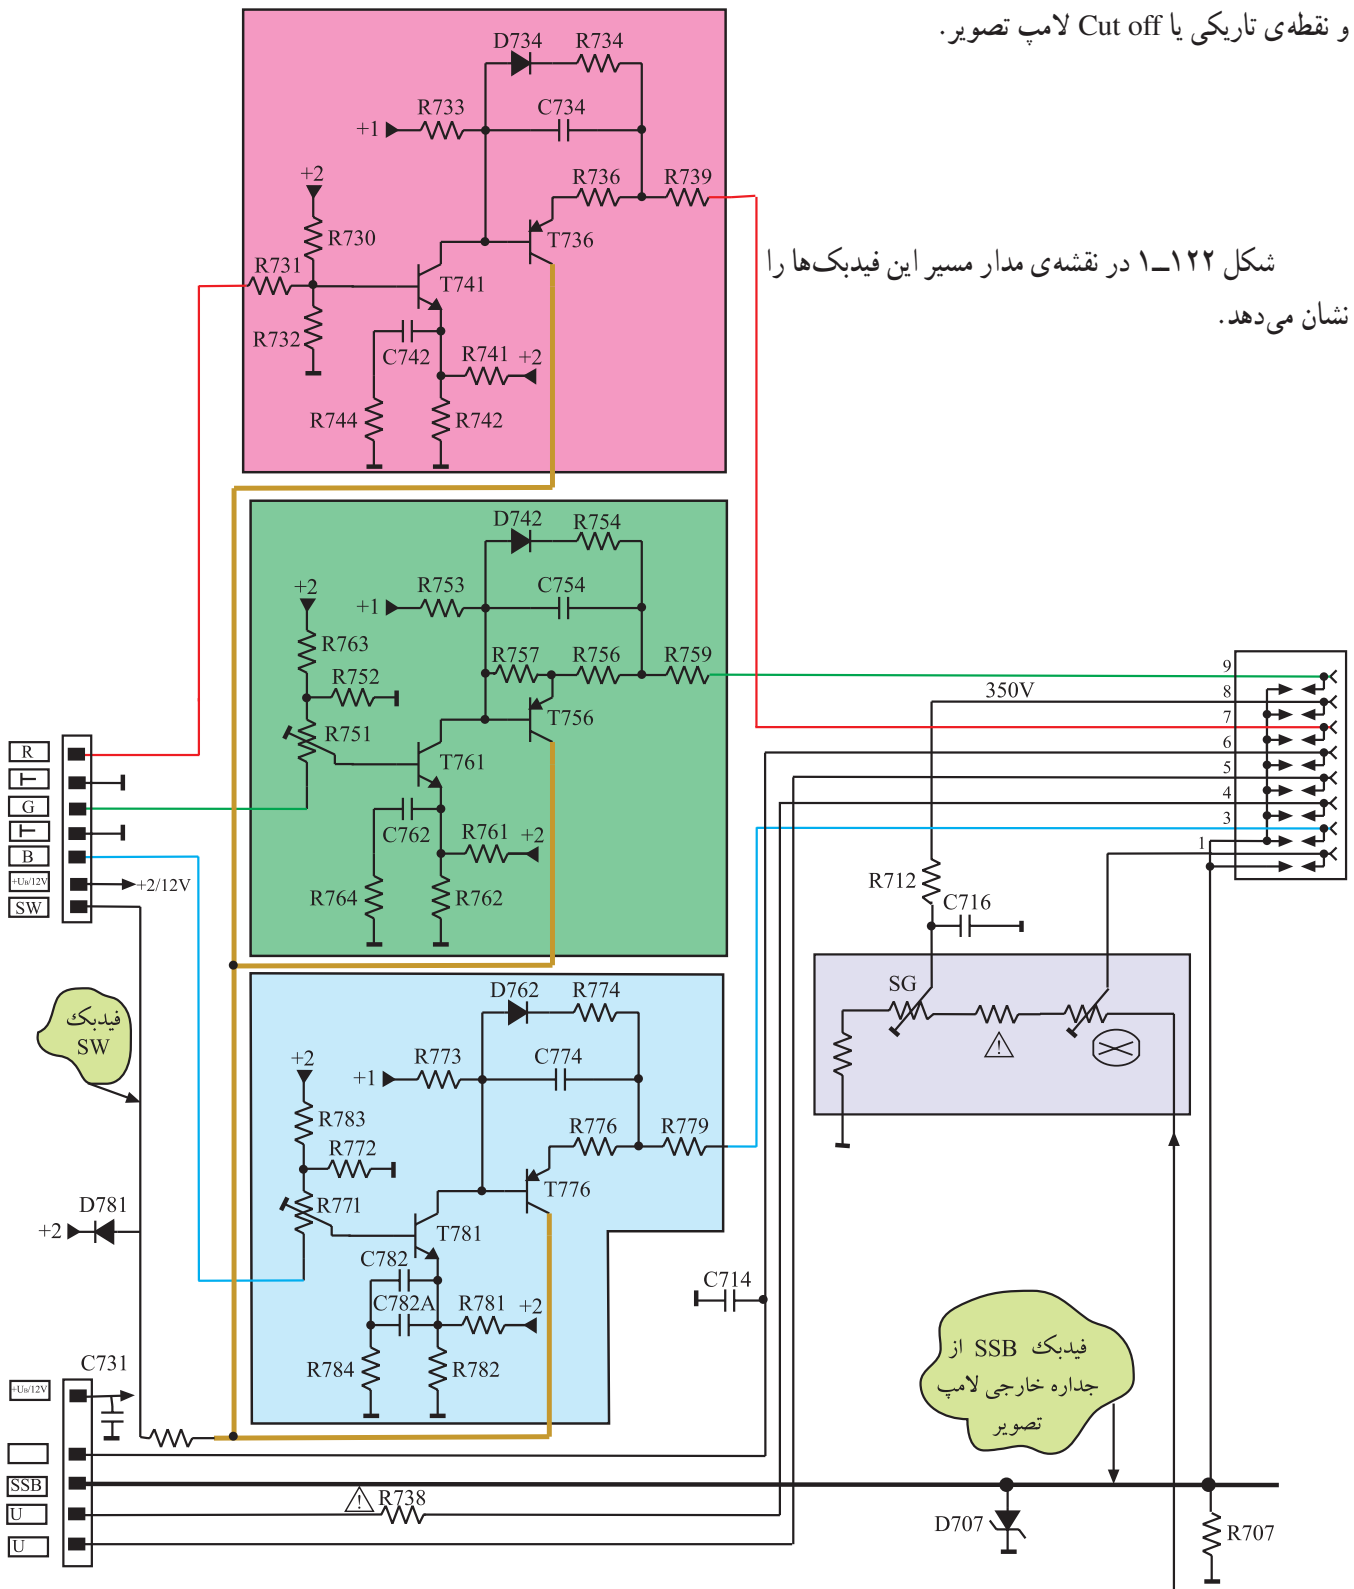 و نقطه‌ی تاریکی یا Cut off لامپ تصویر.
شکل ۱۲۲ــ۱ در نقشه‌ی مدار مسیر این فیدبک‌ها را
نشان می‌دهد.
D734 R734
R733 C734
+1
R736 R739
+2
R730
T736
R731
T741
R732
C742
R741 +2
R744 R742
D742 R754
R753 C754
+2
+1
R763
R757 R756 R759
R752
T756
R751
T761
C762
R761 +2
R764 R762
D762 R774
R773 C774
+2
+1
R783
R776 R779
R772
T776
R771
T781
C782
C782A R781 +2
R784 R782
R
T
G
T
B
+UB/12V
+2/12V
SW
فیدبک
SW
D781
+2
C731
+UB/12V
SSB
U
U
! R738
9
350V
8
7
6
5
4
3
1
R712
C716
SG
!
C714
فیدبک SSB از
جداره خارجی لامپ
تصویر
D707
R707